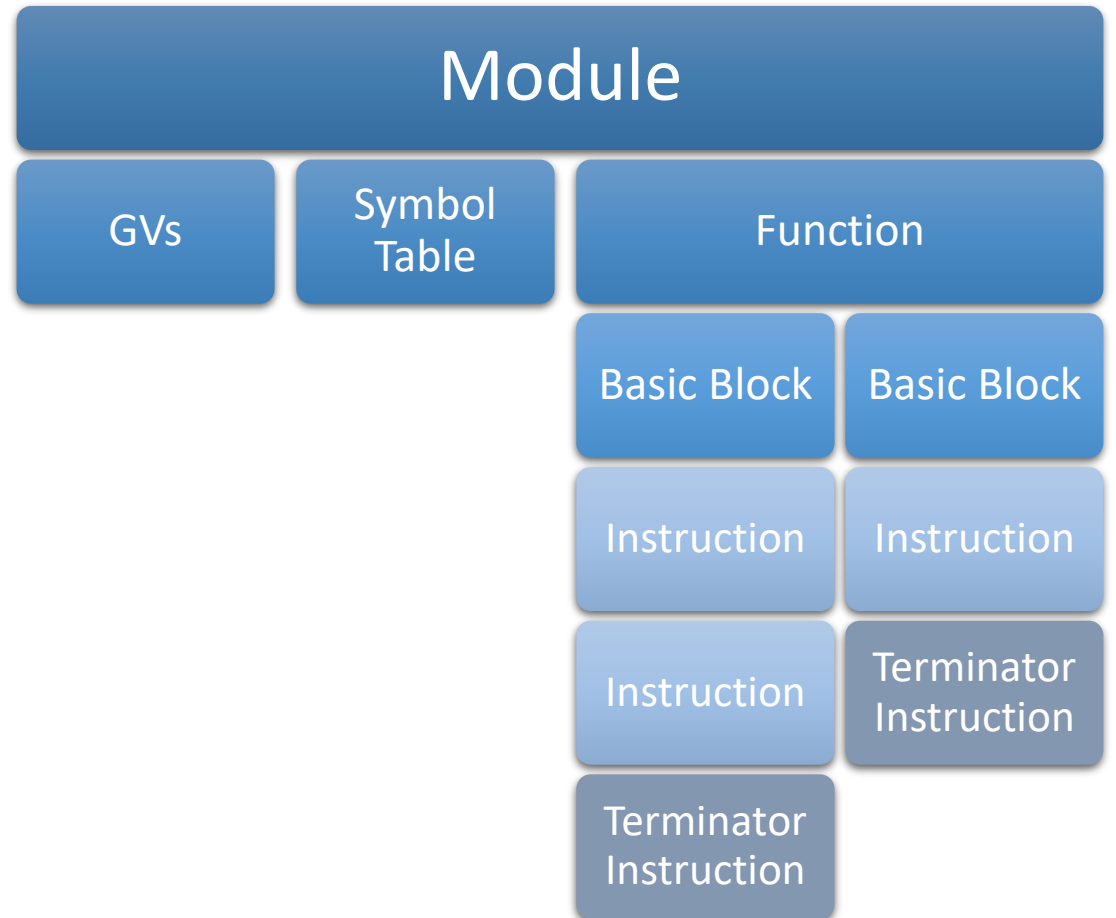 Module
GVs
Symbol
Table
Function
Basic Block
Basic Block
Instruction
Instruction
Instruction
Terminator
Instruction
Terminator
Instruction